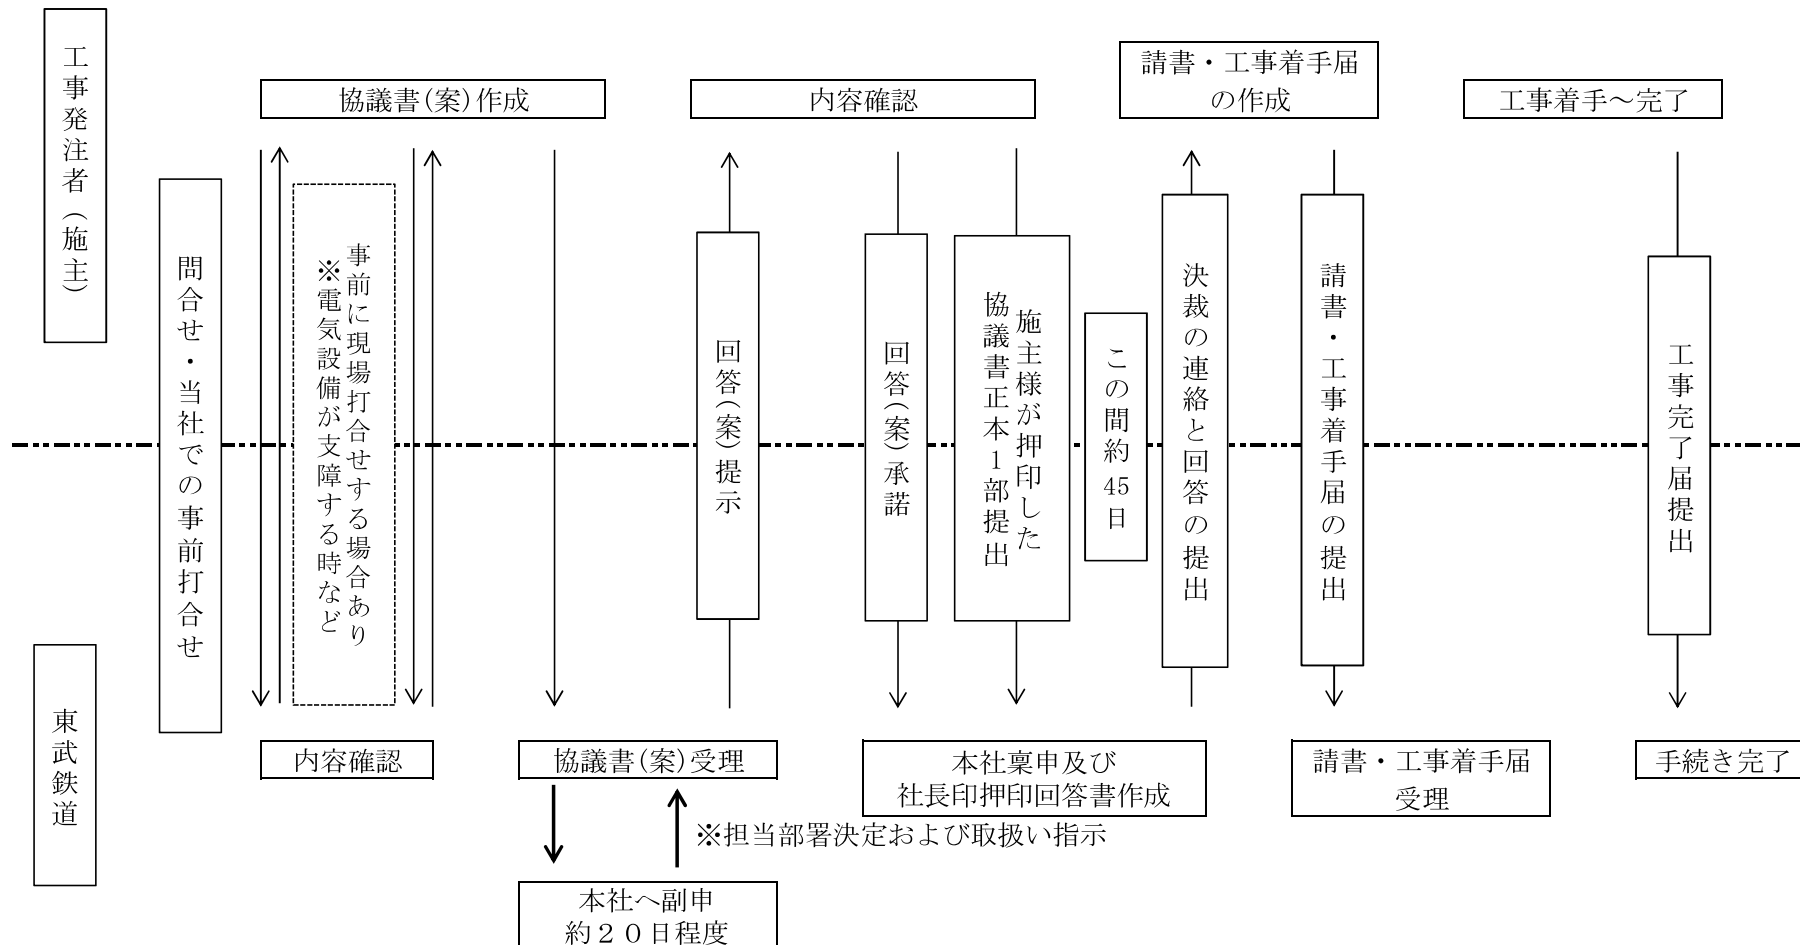 工事発注者（施主）
協議書（案）作成
内容確認
請書・工事着手届
の作成
工事着手～完了
問合せ・当社での事前打合せ
事前に現場打合せする場合あり
※電気設備が支障する時など
回答（案）提示
回答（案）承諾
施主様が押印した
協議書正本１部提出
この間約45日
決裁の連絡と回答の提出
請書・工事着手届の提出
工事完了届提出
東武鉄道
内容確認
協議書（案）受理
本社稟申及び
社長印押印回答書作成
請書・工事着手届
受理
手続き完了
※担当部署決定および取扱い指示
本社へ副申
約２０日程度